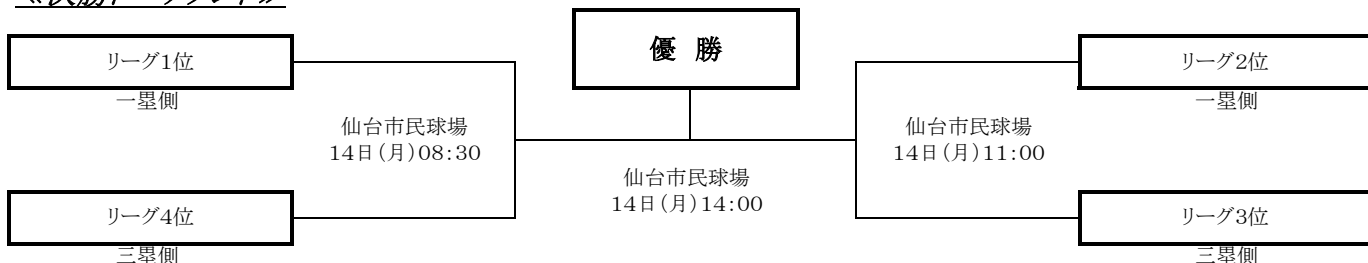 ≪決勝トーナメント≫
優 勝
リーグ1位
一塁側
リーグ2位
一塁側
仙台市民球場
14日(月)08:30
仙台市民球場
14日(月)11:00
仙台市民球場
14日(月)14:00
リーグ4位
三塁側
リーグ3位
三塁側